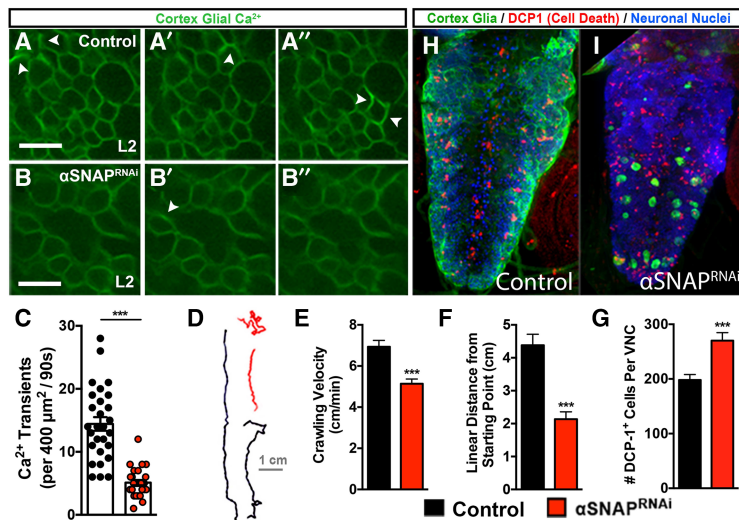 Cortex Glial Ca²⁺
Cortex Glia / DCP1 (Cell Death) / Neuronal Nuclei
A
Control
L2
A′
A″
B
αSNAPᴿᴺᴬⁱ
L2
B′
B″
H
Control
I
αSNAPᴿᴺᴬⁱ
C
Ca²⁺ Transients
(per 400 μm² / 90s)
30
20
10
0
***
D
1 cm
E
Crawling Velocity
(cm/min)
8
6
4
2
0
***
F
Linear Distance from
Starting Point (cm)
5
4
3
2
1
0
***
G
# DCP-1⁺ Cells Per VNC
300
200
100
0
***
Control
αSNAPᴿᴺᴬⁱ